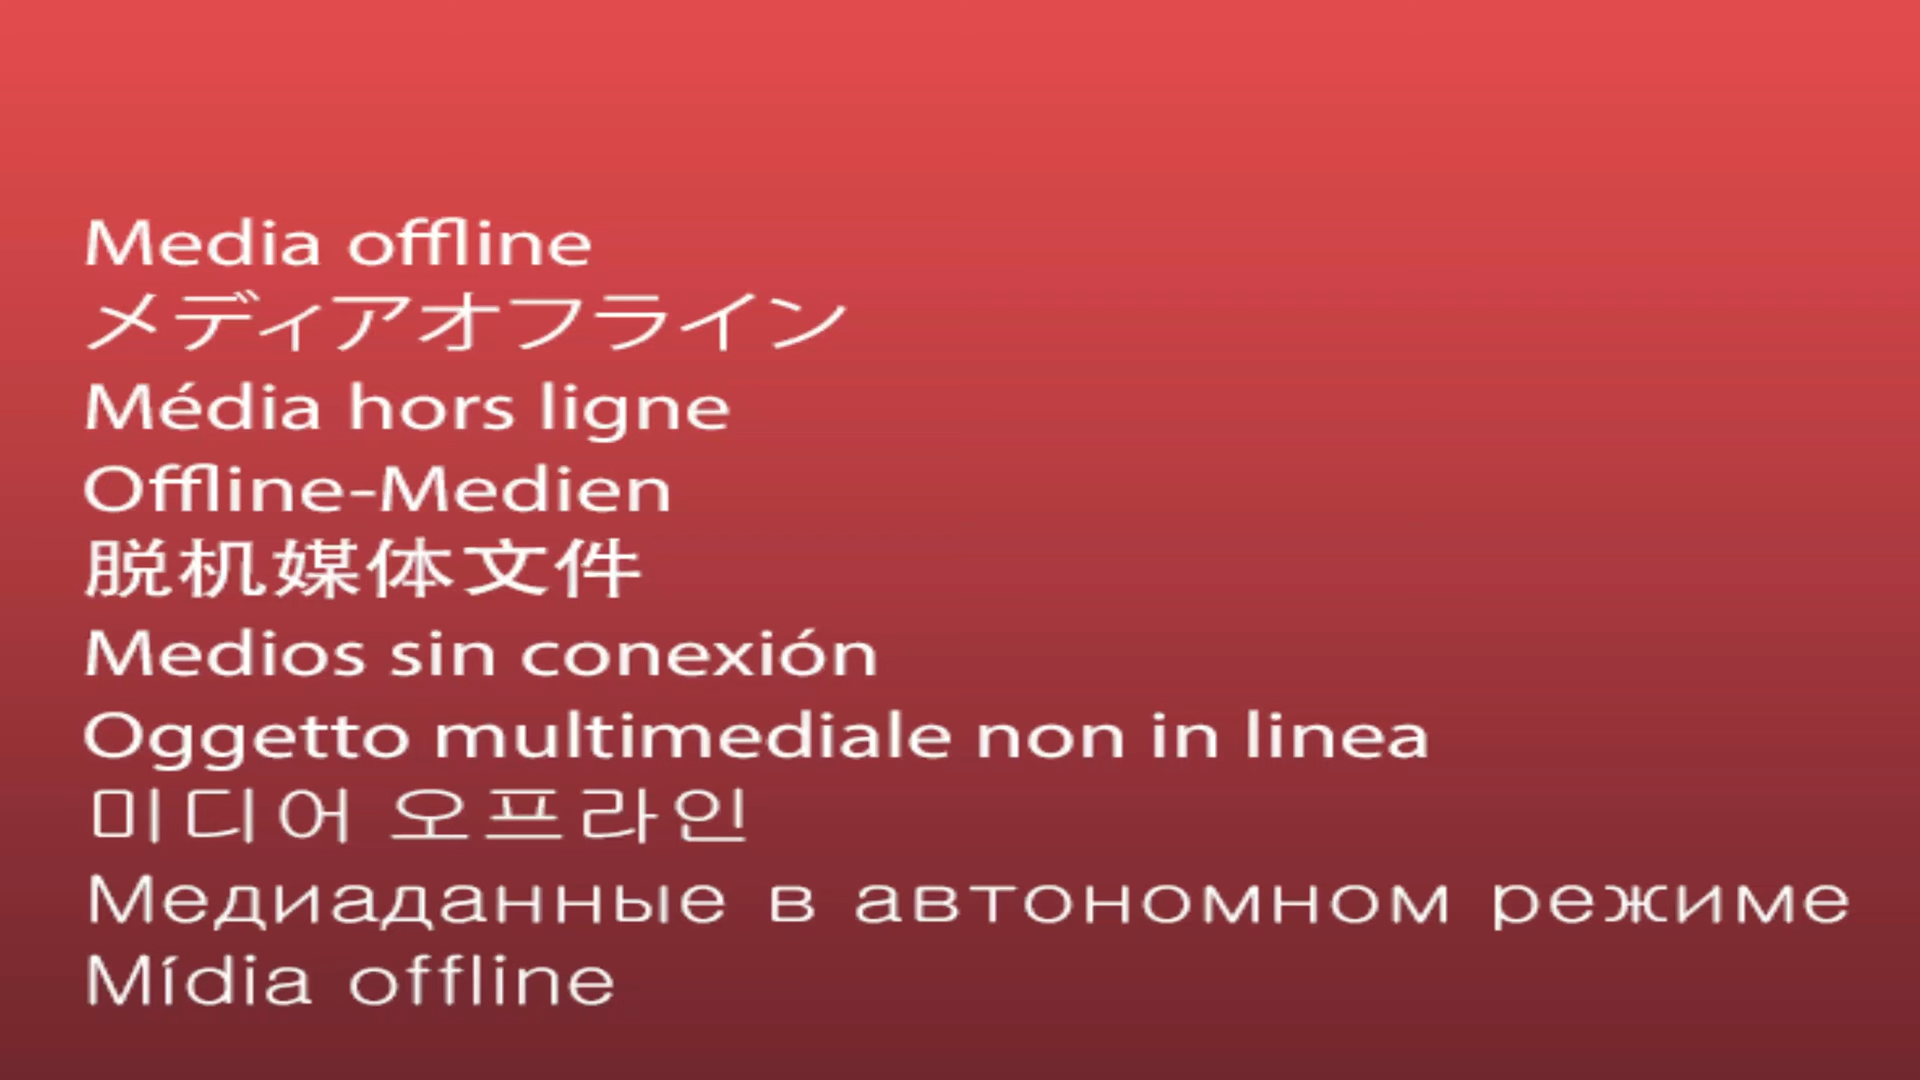 Media offline
メディアオフライン
Média hors ligne
Offline-Medien
脱机媒体文件
Medios sin conexión
Oggetto multimediale non in linea
미디어 오프라인
Медиаданные в автономном режиме
Mídia offline